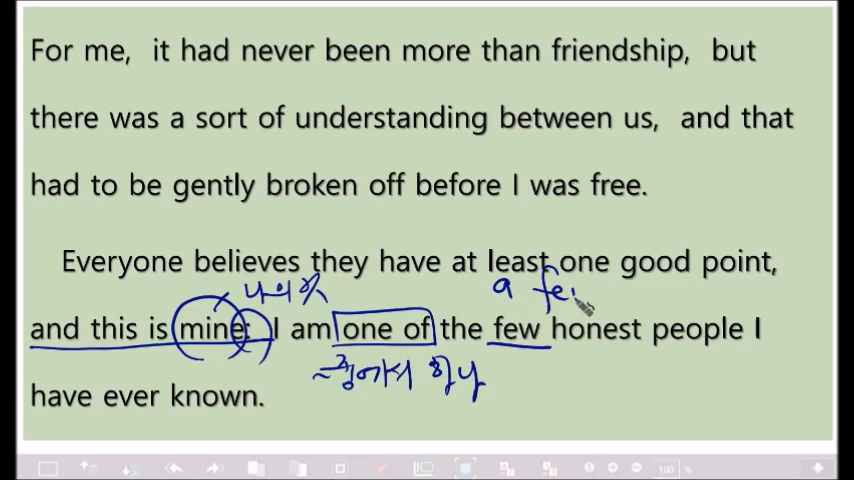 For me, it had never been more than friendship, but
there was a sort of understanding between us, and that
had to be gently broken off before I was free.
Everyone believes they have at least one good point,
나의 것
a fe
and this is mine: I am one of the few honest people I
~중에서 하나
have ever known.
100 %